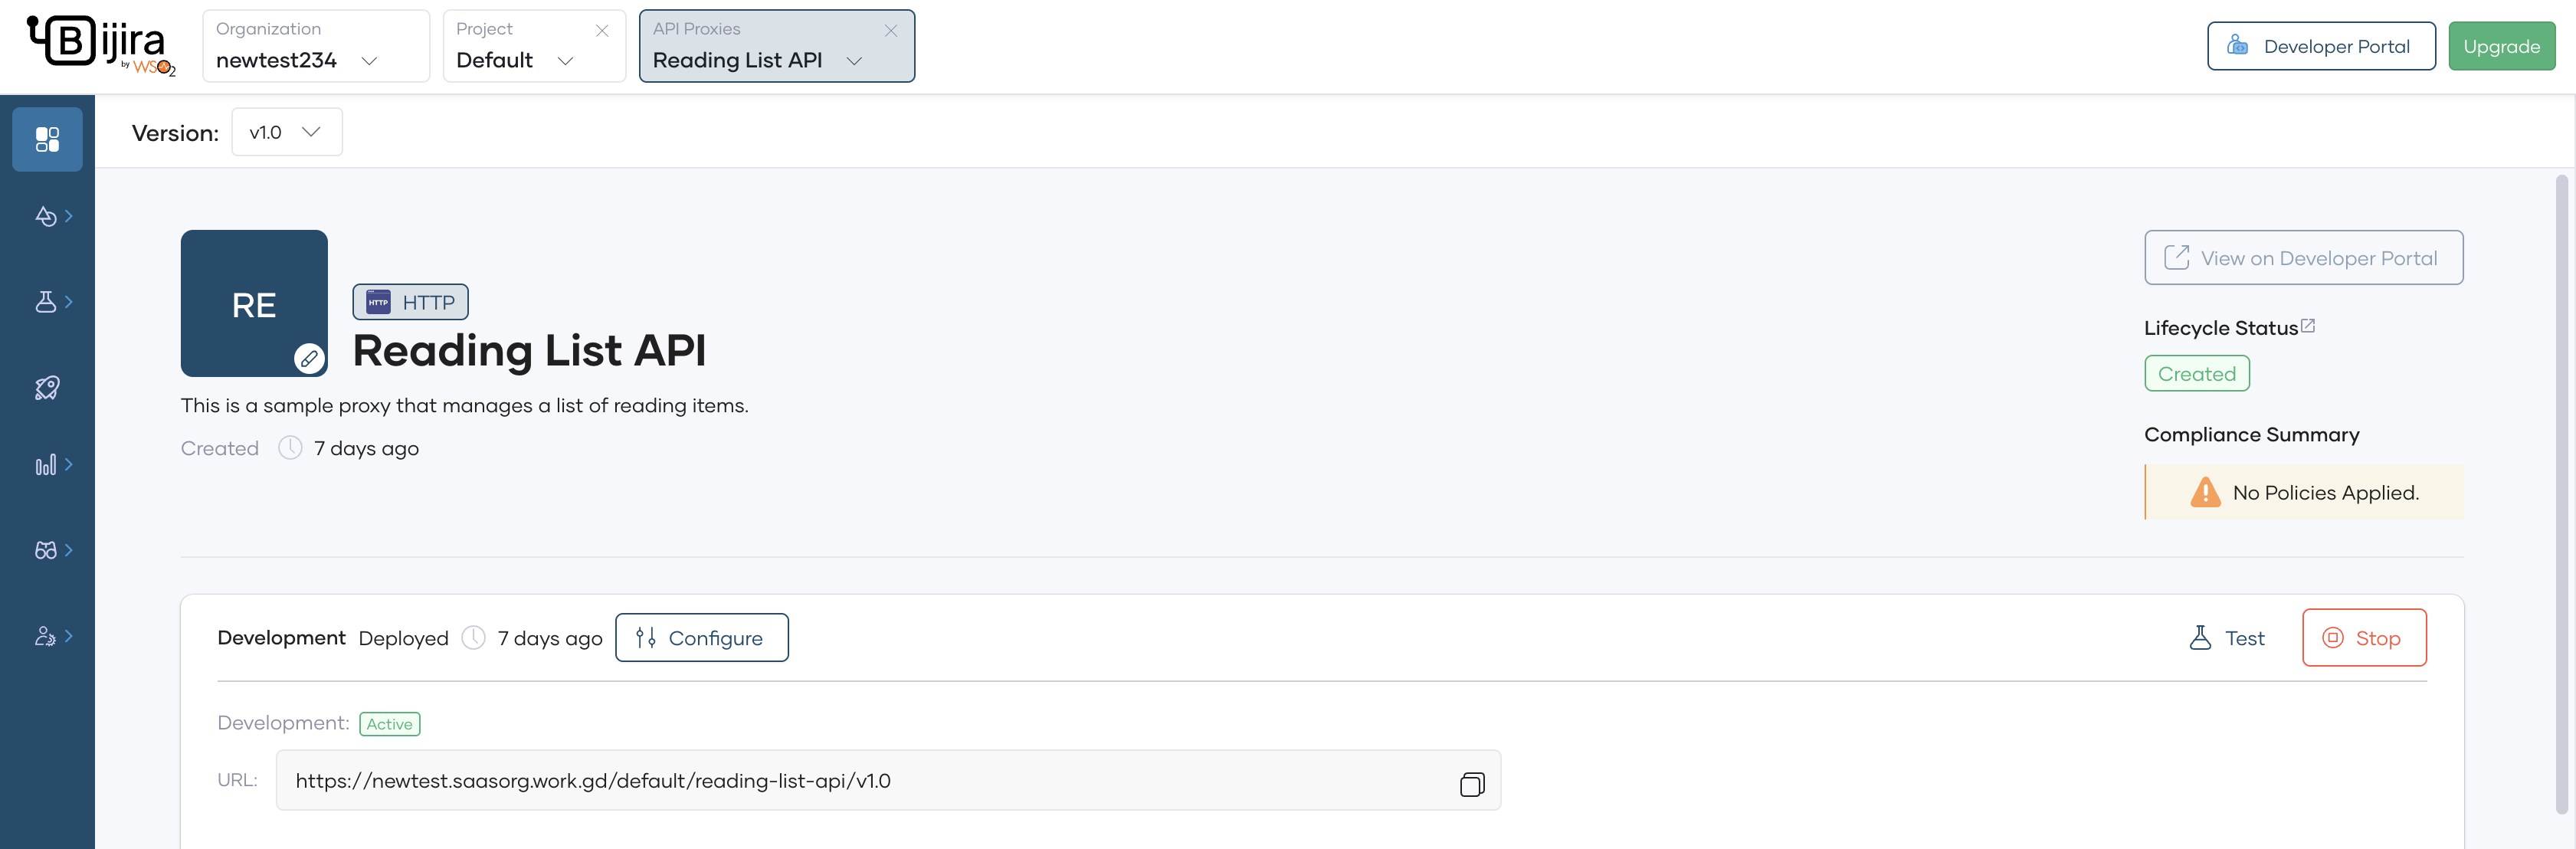 Bijira
by WSO2
Organization
newtest234
Project
Default
API Proxies
Reading List API
Developer Portal
Upgrade
Version:
v1.0
RE
HTTP
HTTP
Reading List API
This is a sample proxy that manages a list of reading items.
Created 7 days ago
View on Developer Portal
Lifecycle Status
Created
Compliance Summary
No Policies Applied.
Development Deployed 7 days ago Configure
Test
Stop
Development: Active
URL: https://newtest.saasorg.work.gd/default/reading-list-api/v1.0